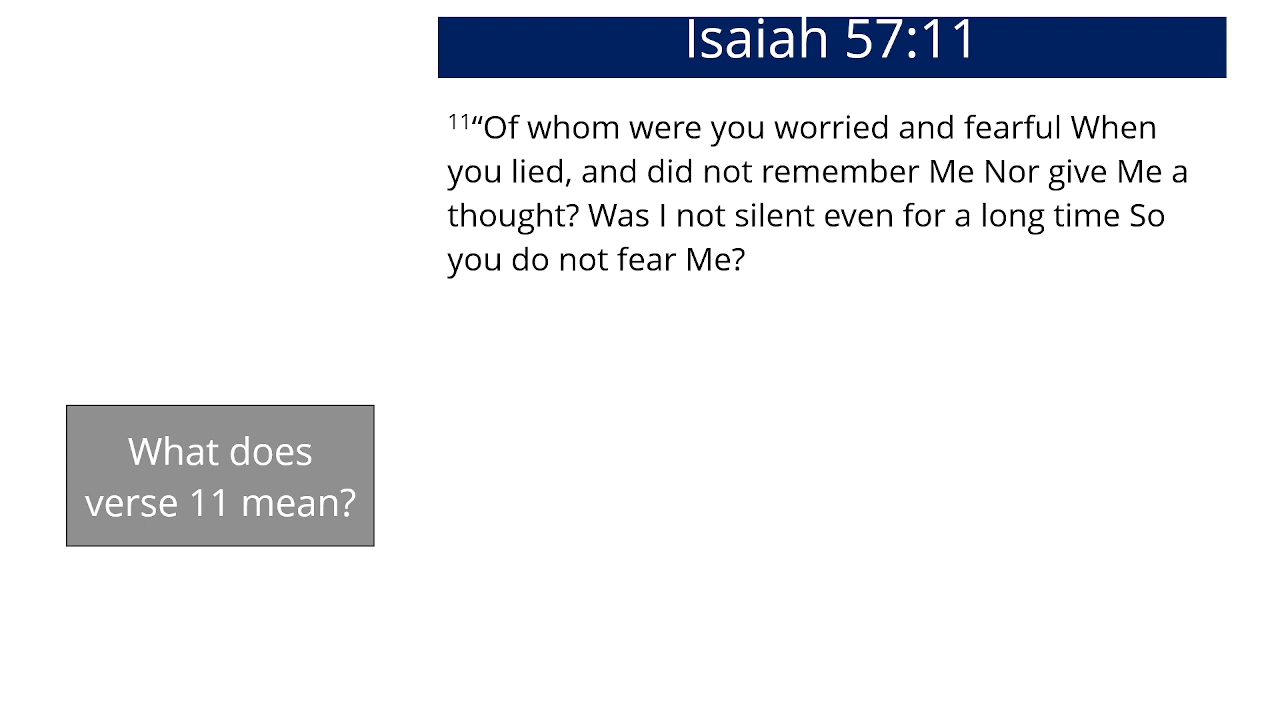 Isaiah 57:11
11“Of whom were you worried and fearful When
you lied, and did not remember Me Nor give Me a
thought? Was I not silent even for a long time So
you do not fear Me?
What does
verse 11 mean?